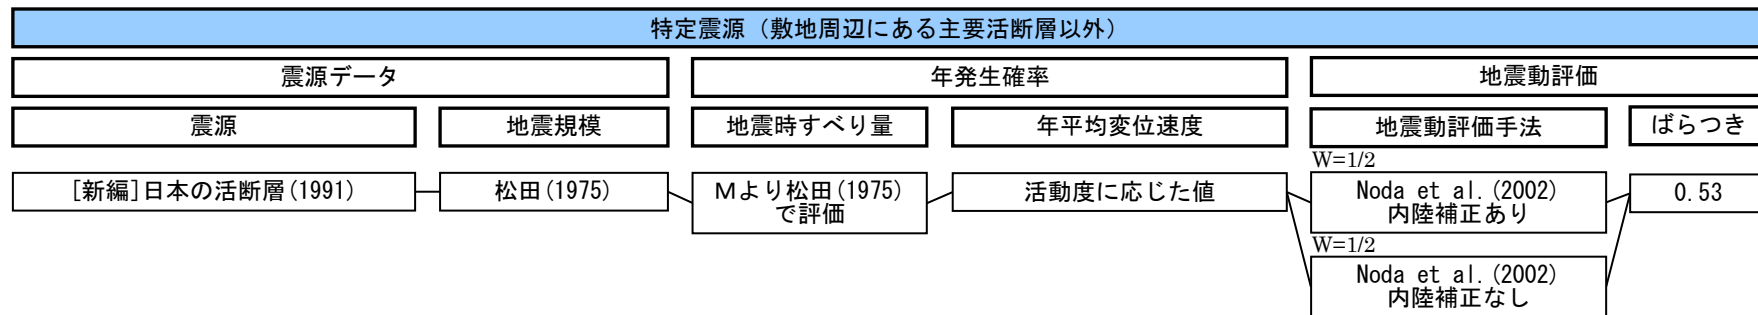 特定震源（敷地周辺にある主要活断層以外）
震源データ
年発生確率
地震動評価
震源
地震規模
地震時すべり量
年平均変位速度
地震動評価手法
ばらつき
[新編]日本の活断層(1991)
松田(1975)
Mより松田(1975)
で評価
活動度に応じた値
W=1/2
Noda et al.(2002)
内陸補正あり
0.53
W=1/2
Noda et al.(2002)
内陸補正なし